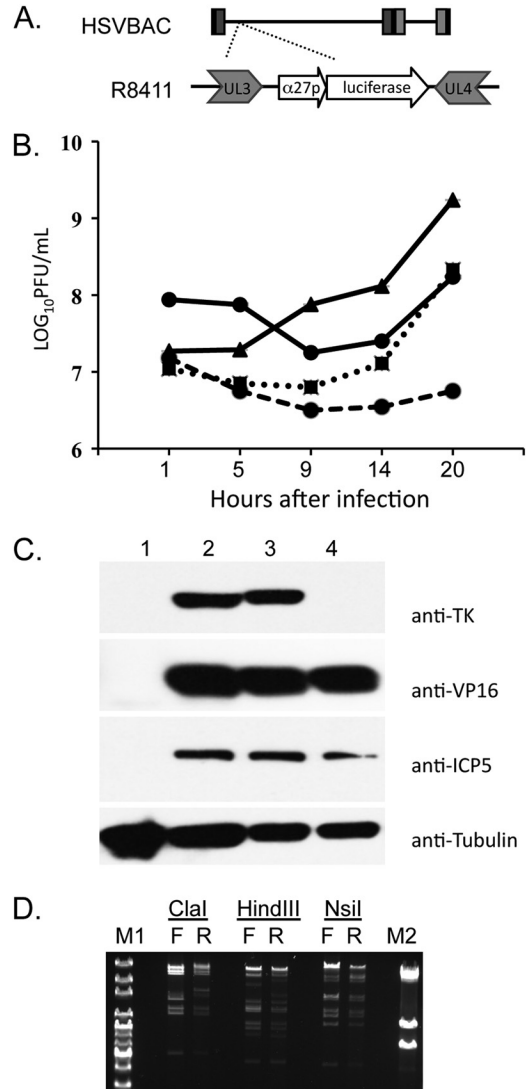 A.
HSVBAC
R8411
UL3
α27p
luciferase
UL4
B.
LOG10PFU/mL
10
9
8
7
6
1 5 9 14 20
Hours after infection
C.
1 2 3 4
anti-TK
anti-VP16
anti-ICP5
anti-Tubulin
D.
ClaI HindIII NsiI
M1 F R F R F R M2